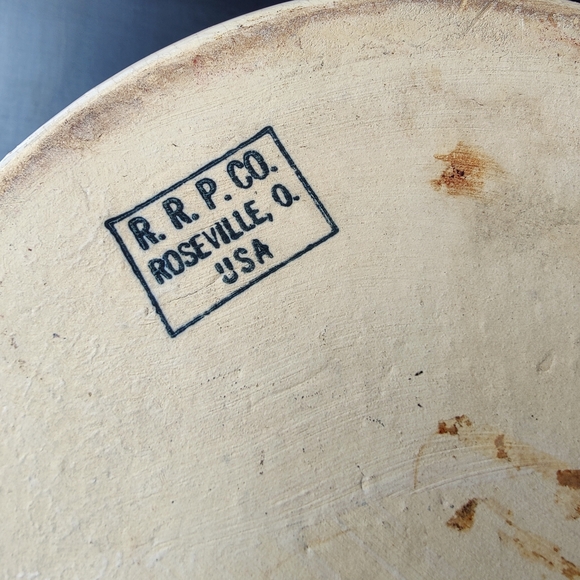 R. R. P. CO.
ROSEVILLE, O.
USA